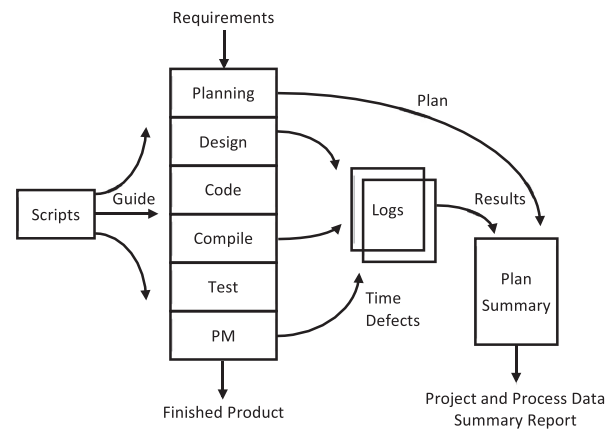 Requirements
Planning
Plan
Design
Code
Logs
Guide
Scripts
Results
Compile
Plan
Summary
Test
Time
Defects
PM
Finished Product
Project and Process Data
Summary Report